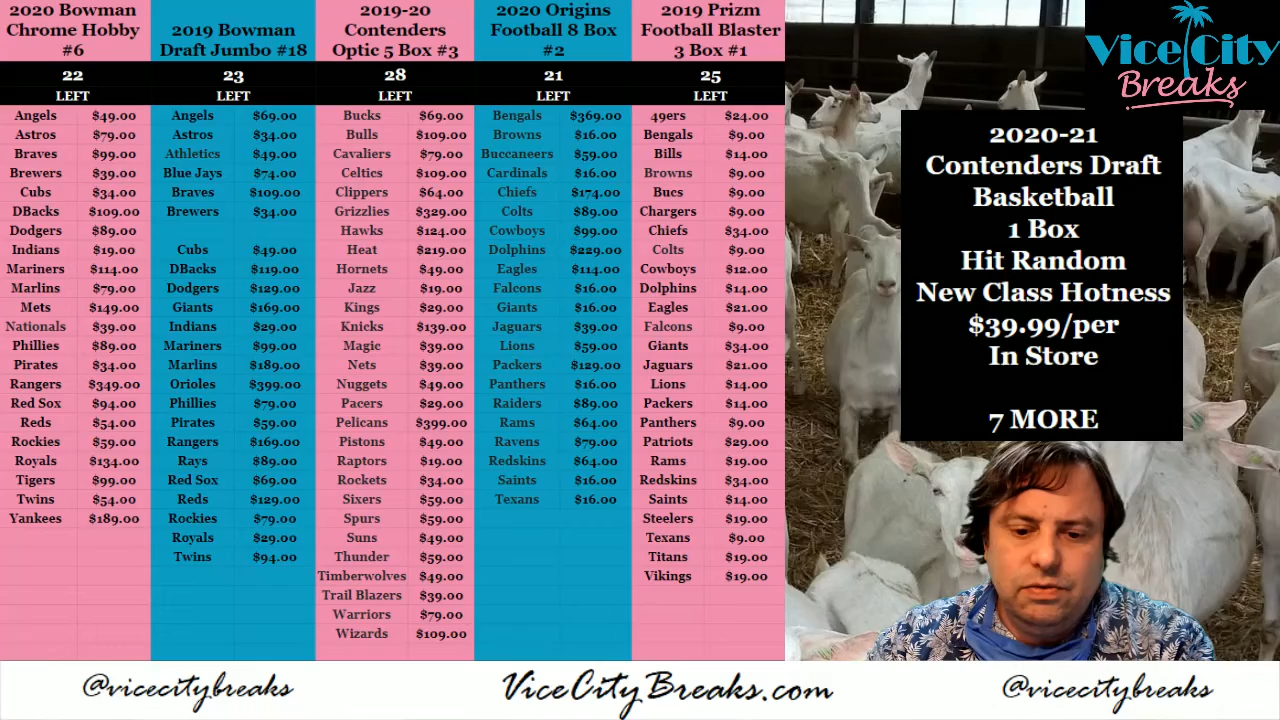 2020 Bowman
Chrome Hobby
#6
22
LEFT
Angels $49.00
Astros $79.00
Braves $99.00
Brewers $39.00
Cubs $34.00
DBacks $109.00
Dodgers $89.00
Indians $19.00
Mariners $114.00
Marlins $79.00
Mets $149.00
Nationals $39.00
Phillies $89.00
Pirates $34.00
Rangers $349.00
Red Sox $94.00
Reds $54.00
Rockies $59.00
Royals $134.00
Tigers $99.00
Twins $54.00
Yankees $189.00
2019 Bowman
Draft Jumbo #18
23
LEFT
Angels $69.00
Astros $34.00
Athletics $49.00
Blue Jays $74.00
Braves $109.00
Brewers $34.00
Cubs $49.00
DBacks $119.00
Dodgers $129.00
Giants $169.00
Indians $29.00
Mariners $99.00
Marlins $189.00
Orioles $399.00
Phillies $79.00
Pirates $59.00
Rangers $169.00
Rays $89.00
Red Sox $69.00
Reds $129.00
Rockies $79.00
Royals $29.00
Twins $94.00
2019-20
Contenders
Optic 5 Box #3
28
LEFT
Bucks $69.00
Bulls $109.00
Cavaliers $79.00
Celtics $109.00
Clippers $64.00
Grizzlies $329.00
Hawks $124.00
Heat $219.00
Hornets $49.00
Jazz $19.00
Kings $29.00
Knicks $139.00
Magic $39.00
Nets $39.00
Nuggets $49.00
Pacers $29.00
Pelicans $399.00
Pistons $49.00
Raptors $19.00
Rockets $34.00
Sixers $59.00
Spurs $59.00
Suns $49.00
Thunder $59.00
Timberwolves $49.00
Trail Blazers $39.00
Warriors $79.00
Wizards $109.00
2020 Origins
Football 8 Box
#2
21
LEFT
Bengals $369.00
Browns $16.00
Buccaneers $59.00
Cardinals $16.00
Chiefs $174.00
Colts $89.00
Cowboys $99.00
Dolphins $229.00
Eagles $114.00
Falcons $16.00
Giants $16.00
Jaguars $39.00
Lions $59.00
Packers $129.00
Panthers $16.00
Raiders $89.00
Rams $64.00
Ravens $79.00
Redskins $64.00
Saints $16.00
Texans $16.00
2019 Prizm
Football Blaster
3 Box #1
25
LEFT
49ers $24.00
Bengals $9.00
Bills $14.00
Browns $9.00
Bucs $9.00
Chargers $9.00
Chiefs $34.00
Colts $9.00
Cowboys $12.00
Dolphins $14.00
Eagles $21.00
Falcons $9.00
Giants $34.00
Jaguars $21.00
Lions $14.00
Packers $14.00
Panthers $9.00
Patriots $29.00
Rams $19.00
Redskins $34.00
Saints $14.00
Steelers $19.00
Texans $9.00
Titans $19.00
Vikings $19.00
Vice City
Breaks
2020-21
Contenders Draft
Basketball
1 Box
Hit Random
New Class Hotness
$39.99/per
In Store
7 MORE
@vicecitybreaks
ViceCityBreaks.com
@vicecitybreaks